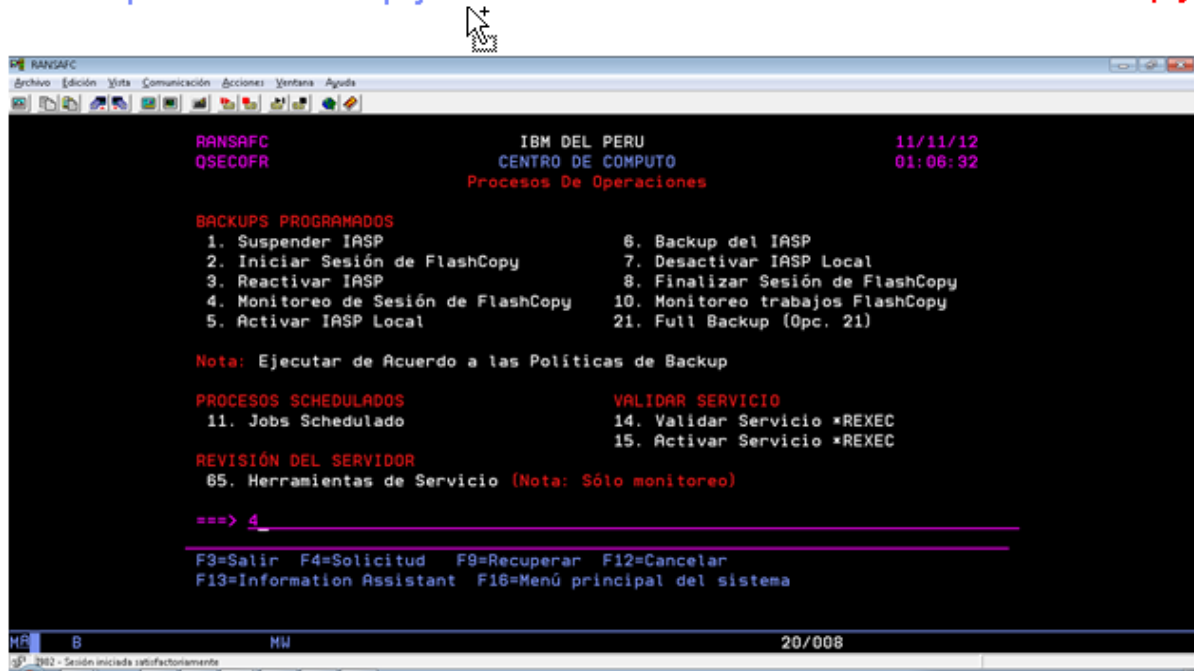 RANSAFC
Archivo Edición Vista Comunicación Acciones Ventana Ayuda
RANSAFC IBM DEL PERU 11/11/12
QSECOFR CENTRO DE COMPUTO 01:06:32
Procesos De Operaciones
BACKUPS PROGRAMADOS
1. Suspender IASP 6. Backup del IASP
2. Iniciar Sesión de FlashCopy 7. Desactivar IASP Local
3. Reactivar IASP 8. Finalizar Sesión de FlashCopy
4. Monitoreo de Sesión de FlashCopy 10. Monitoreo trabajos FlashCopy
5. Activar IASP Local 21. Full Backup (Opc. 21)
Nota: Ejecutar de Acuerdo a las Políticas de Backup
PROCESOS SCHEDULADOS VALIDAR SERVICIO
11. Jobs Schedulado 14. Validar Servicio *REXEC
15. Activar Servicio *REXEC
REVISIÓN DEL SERVIDOR
65. Herramientas de Servicio (Nota: Sólo monitoreo)
===> 4
F3=Salir F4=Solicitud F9=Recuperar F12=Cancelar
F13=Information Assistant F16=Menú principal del sistema
MA B MW 20/008
I902 - Sesión iniciada satisfactoriamente